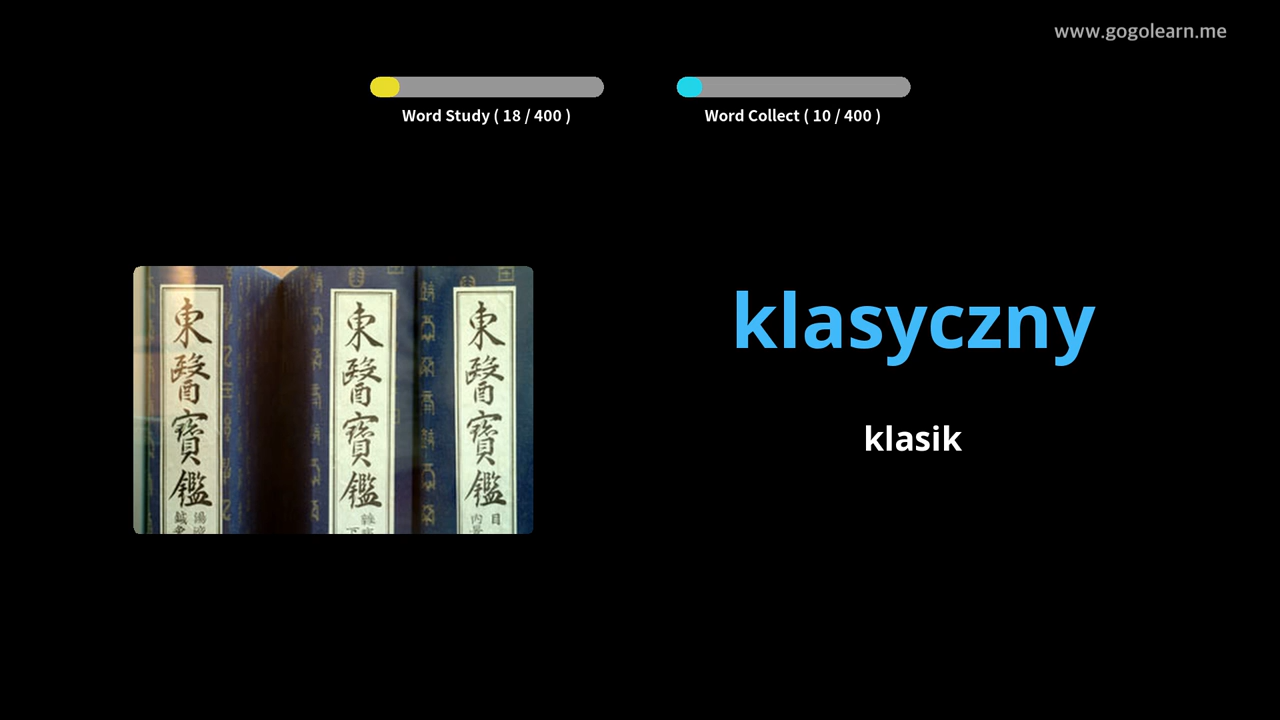 www.gogolearn.me
Word Study ( 18 / 400 )
Word Collect ( 10 / 400 )
東醫寶鑑
東醫寶鑑
東醫寶鑑
klasyczny
klasik